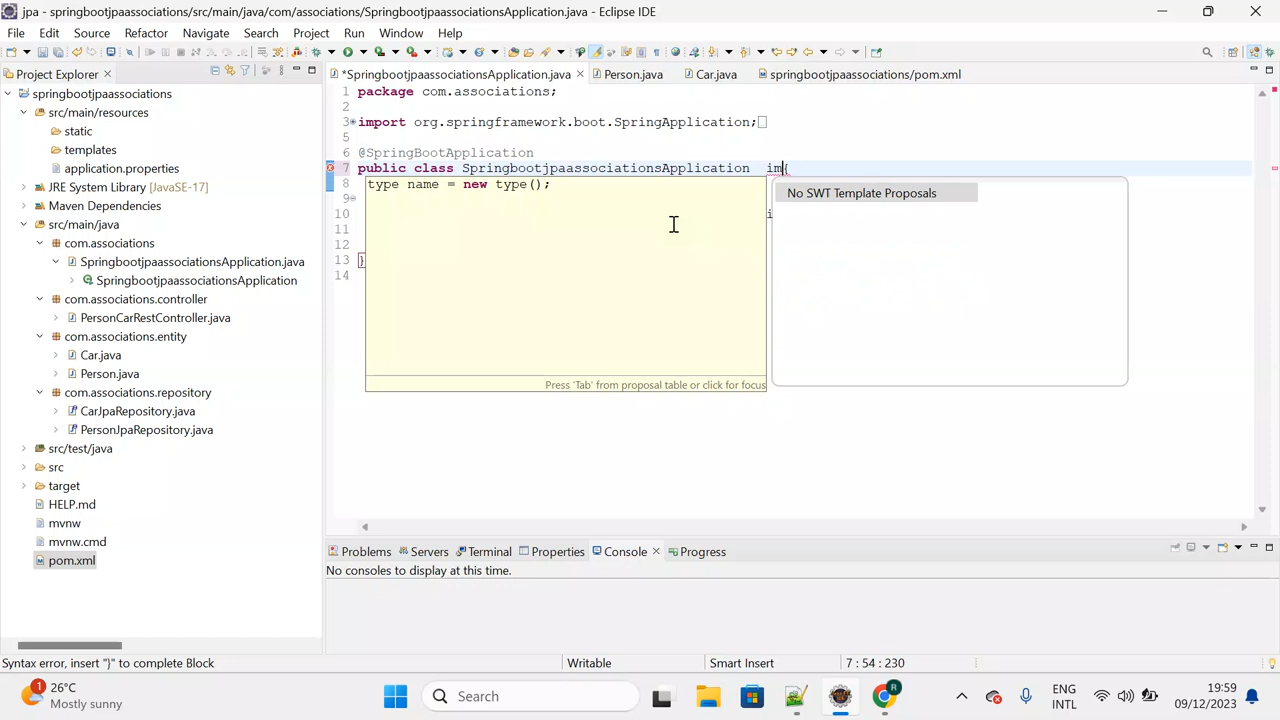 jpa - springbootjpaassociations/src/main/java/com/associations/SpringbootjpaassociationsApplication.java - Eclipse IDE
File Edit Source Refactor Navigate Search Project Run Window Help
Project Explorer
*SpringbootjpaassociationsApplication.java Person.java Car.java springbootjpaassociations/pom.xml
springbootjpaassociations
src/main/resources
static
templates
application.properties
JRE System Library [JavaSE-17]
Maven Dependencies
src/main/java
com.associations
SpringbootjpaassociationsApplication.java
SpringbootjpaassociationsApplication
com.associations.controller
PersonCarRestController.java
com.associations.entity
Car.java
Person.java
com.associations.repository
CarJpaRepository.java
PersonJpaRepository.java
src/test/java
src
target
HELP.md
mvnw
mvnw.cmd
pom.xml
1 package com.associations;
2
3 import org.springframework.boot.SpringApplication;
5
6 @SpringBootApplication
7 public class SpringbootjpaassociationsApplication im{
8
9
10 i
11
12
13 }
14
type name = new type();
Press 'Tab' from proposal table or click for focus
No SWT Template Proposals
Problems Servers Terminal Properties Console Progress
No consoles to display at this time.
Syntax error, insert "}" to complete Block Writable Smart Insert 7 : 54 : 230
1 26°C
Mostly sunny
Search
R
ENG
INTL
19:59
09/12/2023